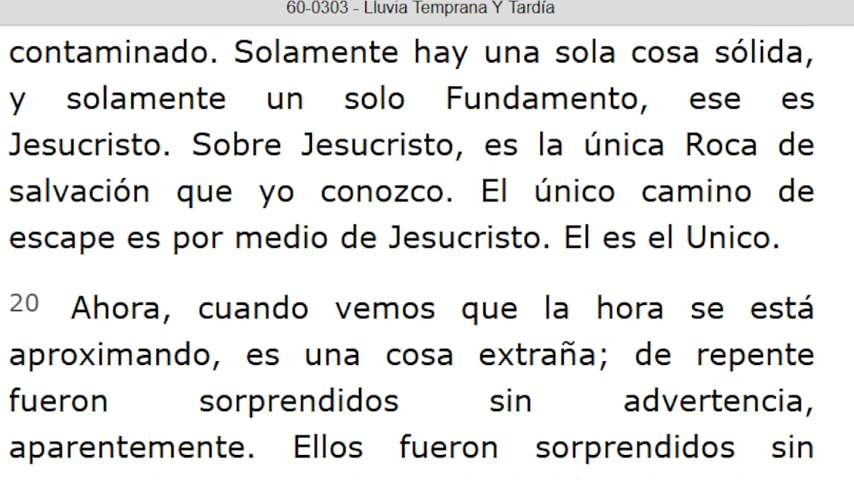 60-0303 - Lluvia Temprana Y Tardía
contaminado. Solamente hay una sola cosa sólida,
y solamente un solo Fundamento, ese es
Jesucristo. Sobre Jesucristo, es la única Roca de
salvación que yo conozco. El único camino de
escape es por medio de Jesucristo. El es el Unico.
20 Ahora, cuando vemos que la hora se está
aproximando, es una cosa extraña; de repente
fueron sorprendidos sin advertencia,
aparentemente. Ellos fueron sorprendidos sin